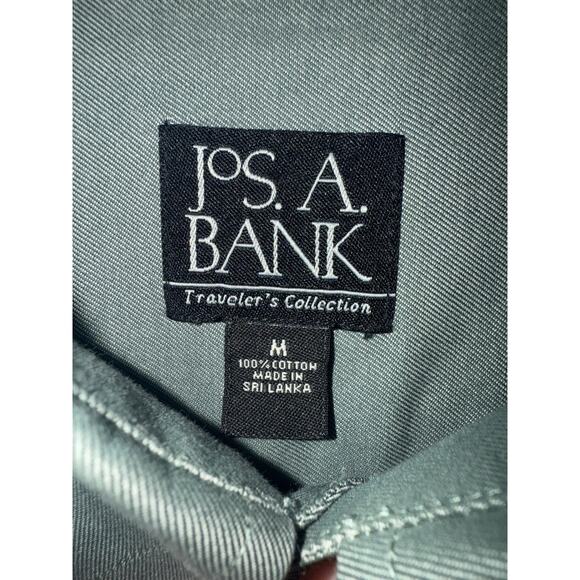 JoS. A.
BANK
Traveler's Collection
M
100% COTTON
MADE IN
SRI LANKA